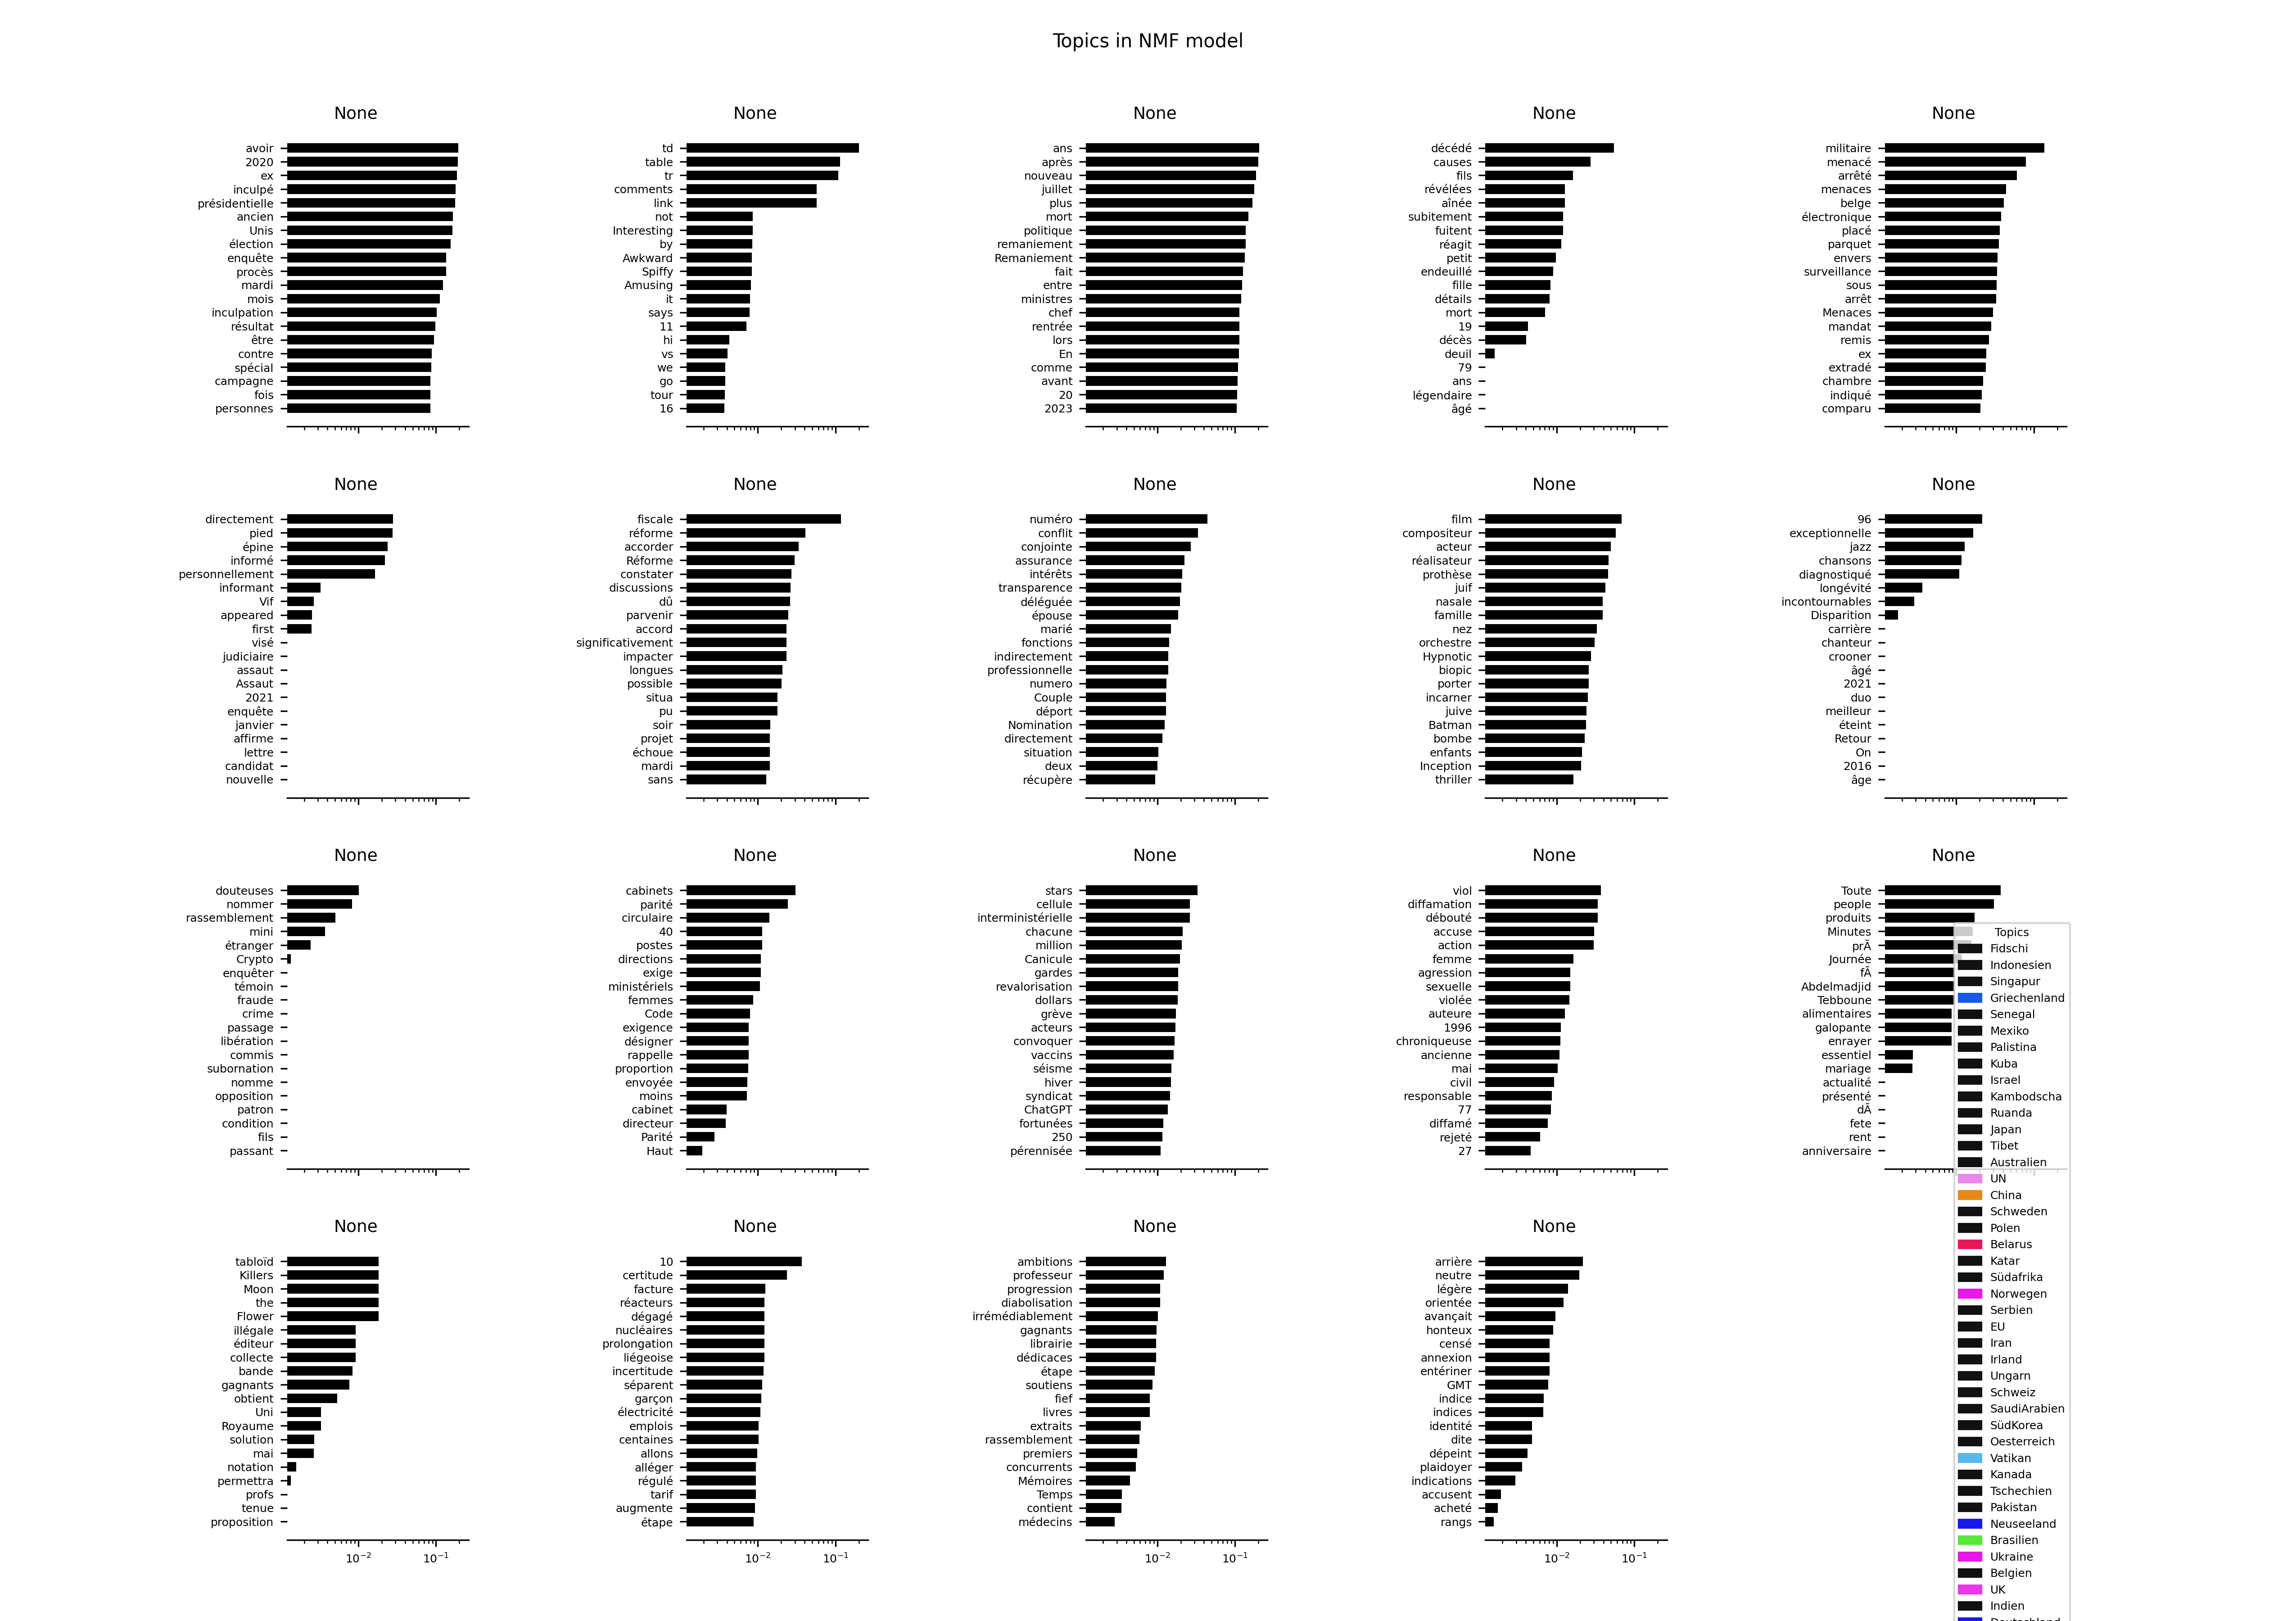 Topics in NMF model
None
avoir
2020
ex
inculpé
présidentielle
ancien
Unis
élection
enquête
procès
mardi
mois
inculpation
résultat
être
contre
spécial
campagne
fois
personnes
None
td
table
tr
comments
link
not
Interesting
by
Awkward
Spiffy
Amusing
it
says
11
hi
vs
we
go
tour
16
None
ans
après
nouveau
juillet
plus
mort
politique
remaniement
Remaniement
fait
entre
ministres
chef
rentrée
lors
En
comme
avant
20
2023
None
décédé
causes
fils
révélées
aînée
subitement
fuitent
réagit
petit
endeuillé
fille
détails
mort
19
décès
deuil
79
ans
légendaire
âgé
None
militaire
menacé
arrêté
menaces
belge
électronique
placé
parquet
envers
surveillance
sous
arrêt
Menaces
mandat
remis
ex
extradé
chambre
indiqué
comparu
None
directement
pied
épine
informé
personnellement
informant
Vif
appeared
first
visé
judiciaire
assaut
Assaut
2021
enquête
janvier
affirme
lettre
candidat
nouvelle
None
fiscale
réforme
accorder
Réforme
constater
discussions
dû
parvenir
accord
significativement
impacter
longues
possible
situa
pu
soir
projet
échoue
mardi
sans
None
numéro
conflit
conjointe
assurance
intérêts
transparence
déléguée
épouse
marié
fonctions
indirectement
professionnelle
numero
Couple
déport
Nomination
directement
situation
deux
récupère
None
film
compositeur
acteur
réalisateur
prothèse
juif
nasale
famille
nez
orchestre
Hypnotic
biopic
porter
incarner
juive
Batman
bombe
enfants
Inception
thriller
None
96
exceptionnelle
jazz
chansons
diagnostiqué
longévité
incontournables
Disparition
carrière
chanteur
crooner
âgé
2021
duo
meilleur
éteint
Retour
On
2016
âge
None
douteuses
nommer
rassemblement
mini
étranger
Crypto
enquêter
témoin
fraude
crime
passage
libération
commis
subornation
nomme
opposition
patron
condition
fils
passant
None
cabinets
parité
circulaire
40
postes
directions
exige
ministériels
femmes
Code
exigence
désigner
rappelle
proportion
envoyée
moins
cabinet
directeur
Parité
Haut
None
stars
cellule
interministérielle
chacune
million
Canicule
gardes
revalorisation
dollars
grève
acteurs
convoquer
vaccins
séisme
hiver
syndicat
ChatGPT
fortunées
250
pérennisée
None
viol
diffamation
débouté
accuse
action
femme
agression
sexuelle
violée
auteure
1996
chroniqueuse
ancienne
mai
civil
responsable
77
diffamé
rejeté
27
None
Toute
people
produits
Minutes
prÃ
Journée
fÃ
Abdelmadjid
Tebboune
alimentaires
galopante
enrayer
essentiel
mariage
actualité
présenté
dÃ
fete
rent
anniversaire
None
tabloïd
Killers
Moon
the
Flower
illégale
éditeur
collecte
bande
gagnants
obtient
Uni
Royaume
solution
mai
notation
permettra
profs
tenue
proposition
10⁻² 10⁻¹
None
10
certitude
facture
réacteurs
dégagé
nucléaires
prolongation
liégeoise
incertitude
séparent
garçon
électricité
emplois
centaines
allons
alléger
régulé
tarif
augmente
étape
10⁻² 10⁻¹
None
ambitions
professeur
progression
diabolisation
irrémédiablement
gagnants
librairie
dédicaces
étape
soutiens
fief
livres
extraits
rassemblement
premiers
concurrents
Mémoires
Temps
contient
médecins
10⁻² 10⁻¹
None
arrière
neutre
légère
orientée
avançait
honteux
censé
annexion
entériner
GMT
indice
indices
identité
dite
dépeint
plaidoyer
indications
accusent
acheté
rangs
10⁻² 10⁻¹
Topics
Fidschi
Indonesien
Singapur
Griechenland
Senegal
Mexiko
Palistina
Kuba
Israel
Kambodscha
Ruanda
Japan
Tibet
Australien
UN
China
Schweden
Polen
Belarus
Katar
Südafrika
Norwegen
Serbien
EU
Iran
Irland
Ungarn
Schweiz
SaudiArabien
SüdKorea
Oesterreich
Vatikan
Kanada
Tschechien
Pakistan
Neuseeland
Brasilien
Ukraine
Belgien
UK
Indien